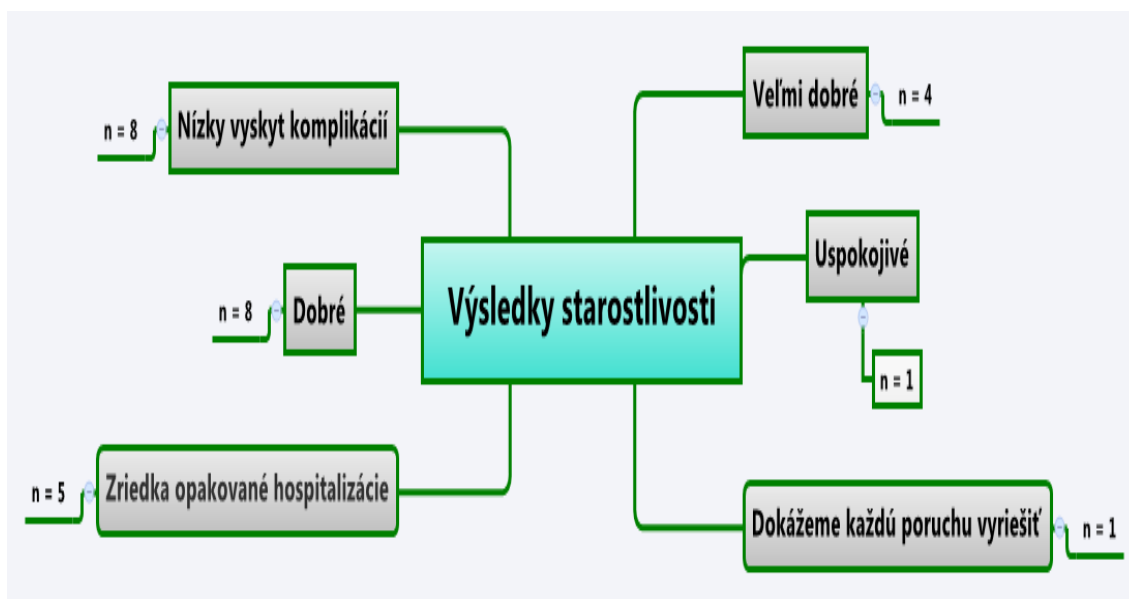 Výsledky starostlivosti
Veľmi dobré
n = 4
Uspokojivé
n = 1
Dokážeme každú poruchu vyriešiť
n = 1
Nízky vyskyt komplikácií
n = 8
Dobré
n = 8
Zriedka opakované hospitalizácie
n = 5